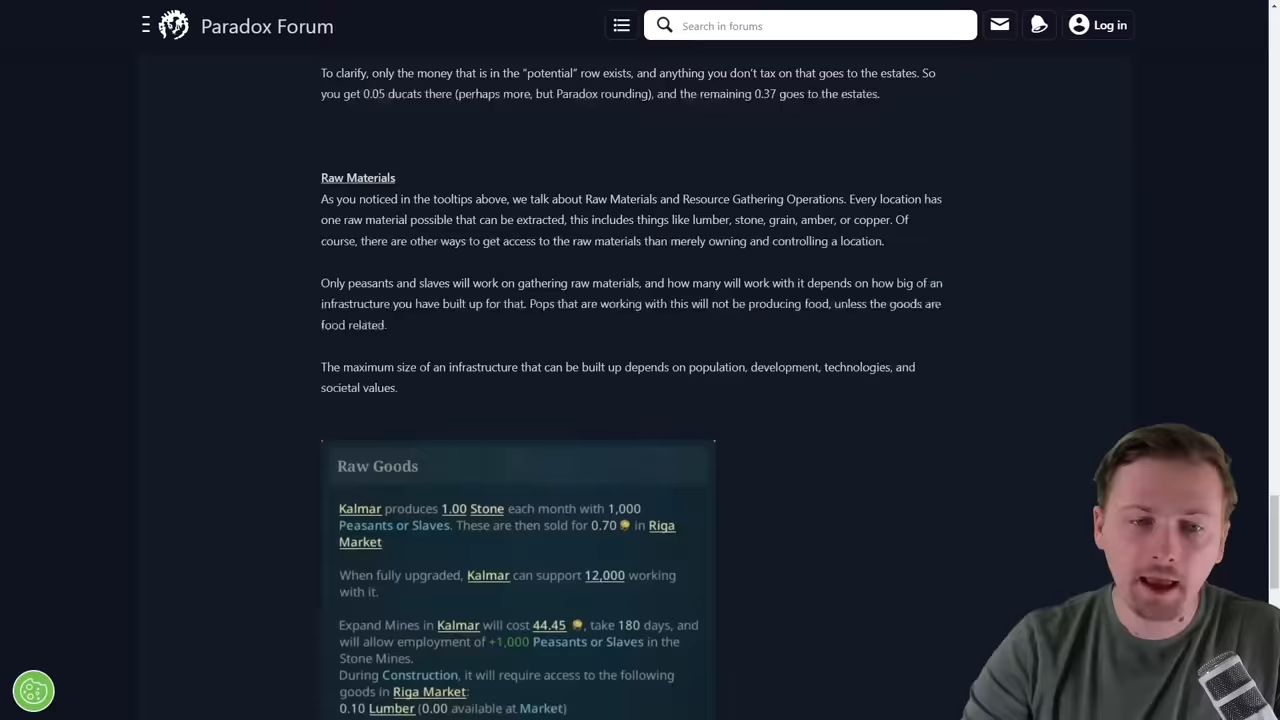 Paradox Forum
Search in forums
Log in
To clarify, only the money that is in the “potential” row exists, and anything you don’t tax on that goes to the estates. So
you get 0.05 ducats there (perhaps more, but Paradox rounding), and the remaining 0.37 goes to the estates.
Raw Materials
As you noticed in the tooltips above, we talk about Raw Materials and Resource Gathering Operations. Every location has
one raw material possible that can be extracted, this includes things like lumber, stone, grain, amber, or copper. Of
course, there are other ways to get access to the raw materials than merely owning and controlling a location.
Only peasants and slaves will work on gathering raw materials, and how many will work with it depends on how big of an
infrastructure you have built up for that. Pops that are working with this will not be producing food, unless the goods are
food related.
The maximum size of an infrastructure that can be built up depends on population, development, technologies, and
societal values.
Raw Goods
Kalmar produces 1.00 Stone each month with 1,000
Peasants or Slaves. These are then sold for 0.70 in Riga
Market
When fully upgraded, Kalmar can support 12,000 working
with it.
Expand Mines in Kalmar will cost 44.45 , take 180 days, and
will allow employment of +1,000 Peasants or Slaves in the
Stone Mines.
During Construction, it will require access to the following
goods in Riga Market:
0.10 Lumber (0.00 available at Market)